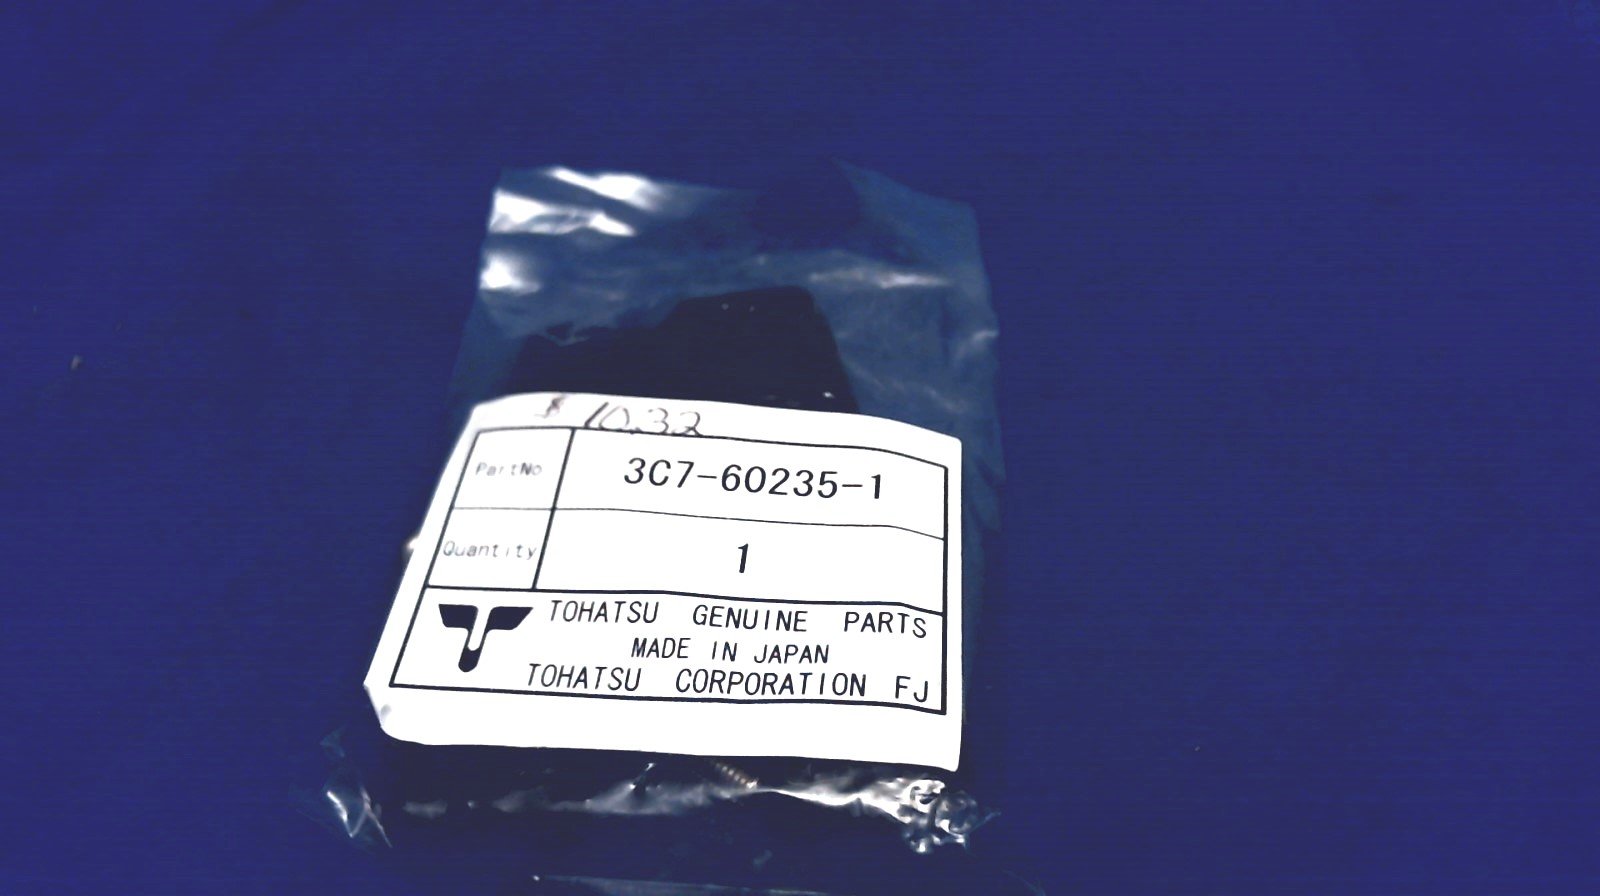 $ 10.32
PartNo 3C7-60235-1
Quantity 1
TOHATSU GENUINE PARTS
MADE IN JAPAN
TOHATSU CORPORATION FJ